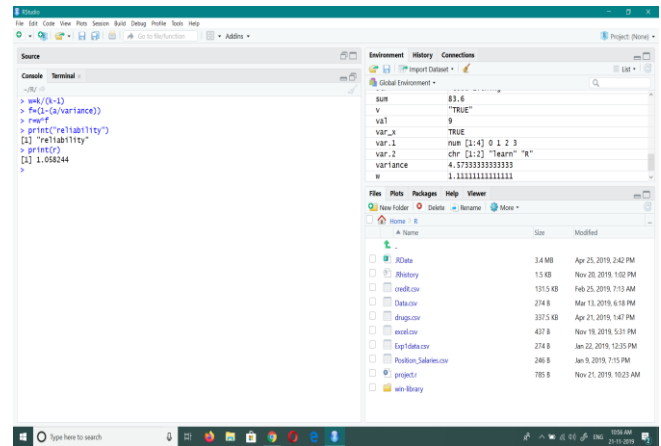 RStudio
File Edit Code View Plots Session Build Debug Profile Tools Help
Go to file/function
Addins
Project: (None)
Source
Console Terminal
~/R/
> w=k/(k-1)
> f=(1-(a/variance))
> r=w*f
> print("reliability")
[1] "reliability"
> print(r)
[1] 1.058244
>
Environment History Connections
Import Dataset
List
Global Environment
sum 83.6
v "TRUE"
val 9
var_x TRUE
var.1 num [1:4] 0 1 2 3
var.2 chr [1:2] "learn" "R"
variance 4.57333333333333
w 1.11111111111111
Files Plots Packages Help Viewer
New Folder Delete Rename More
Home R
Name Size Modified
..
.RData 3.4 MB Apr 25, 2019, 2:42 PM
.Rhistory 1.5 KB Nov 20, 2019, 1:02 PM
credit.csv 131.5 KB Feb 25, 2019, 7:13 AM
Data.csv 274 B Mar 13, 2019, 6:18 PM
drugs.csv 337.5 KB Apr 21, 2019, 1:47 PM
excel.csv 437 B Nov 19, 2019, 5:31 PM
Exp1data.csv 274 B Jan 22, 2019, 12:35 PM
Position_Salaries.csv 246 B Jan 9, 2019, 7:15 PM
project.r 785 B Nov 21, 2019, 10:23 AM
win-library
Type here to search
ENG
10:56 AM
21-11-2019